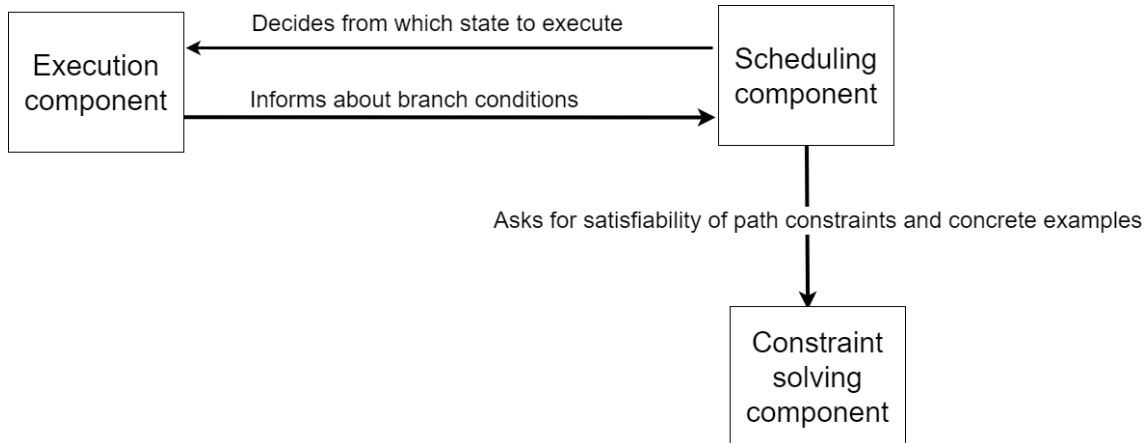 Decides from which state to execute
Execution
component
Scheduling
component
Informs about branch conditions
Asks for satisfiability of path constraints and concrete examples
Constraint
solving
component